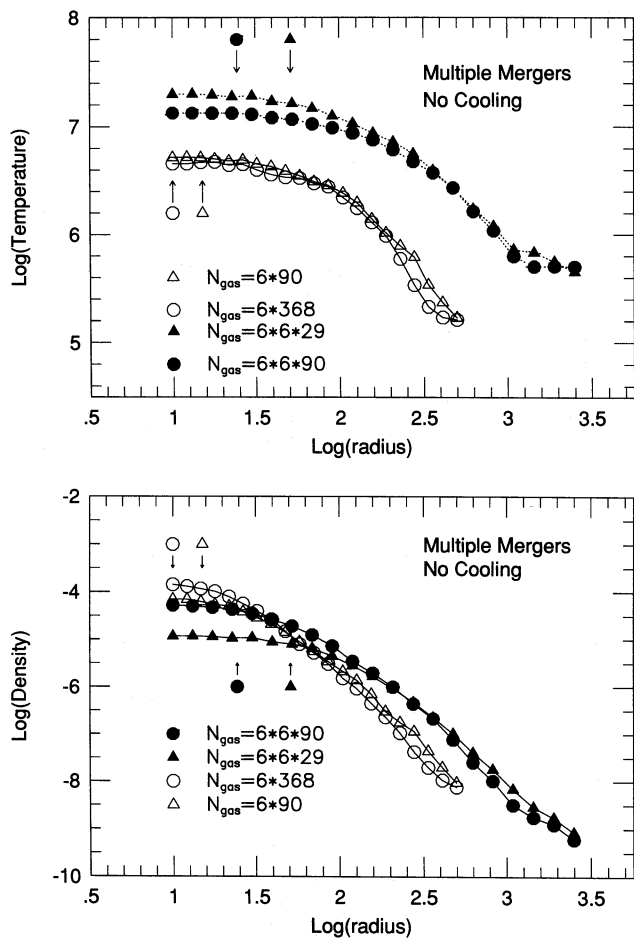 8
7
6
5
Log(Temperature)
Multiple Mergers
No Cooling
N_gas=6*90
N_gas=6*368
N_gas=6*6*29
N_gas=6*6*90
.5 1 1.5 2 2.5 3 3.5
Log(radius)
-2
-4
-6
-8
-10
Log(Density)
Multiple Mergers
No Cooling
N_gas=6*6*90
N_gas=6*6*29
N_gas=6*368
N_gas=6*90
.5 1 1.5 2 2.5 3 3.5
Log(radius)